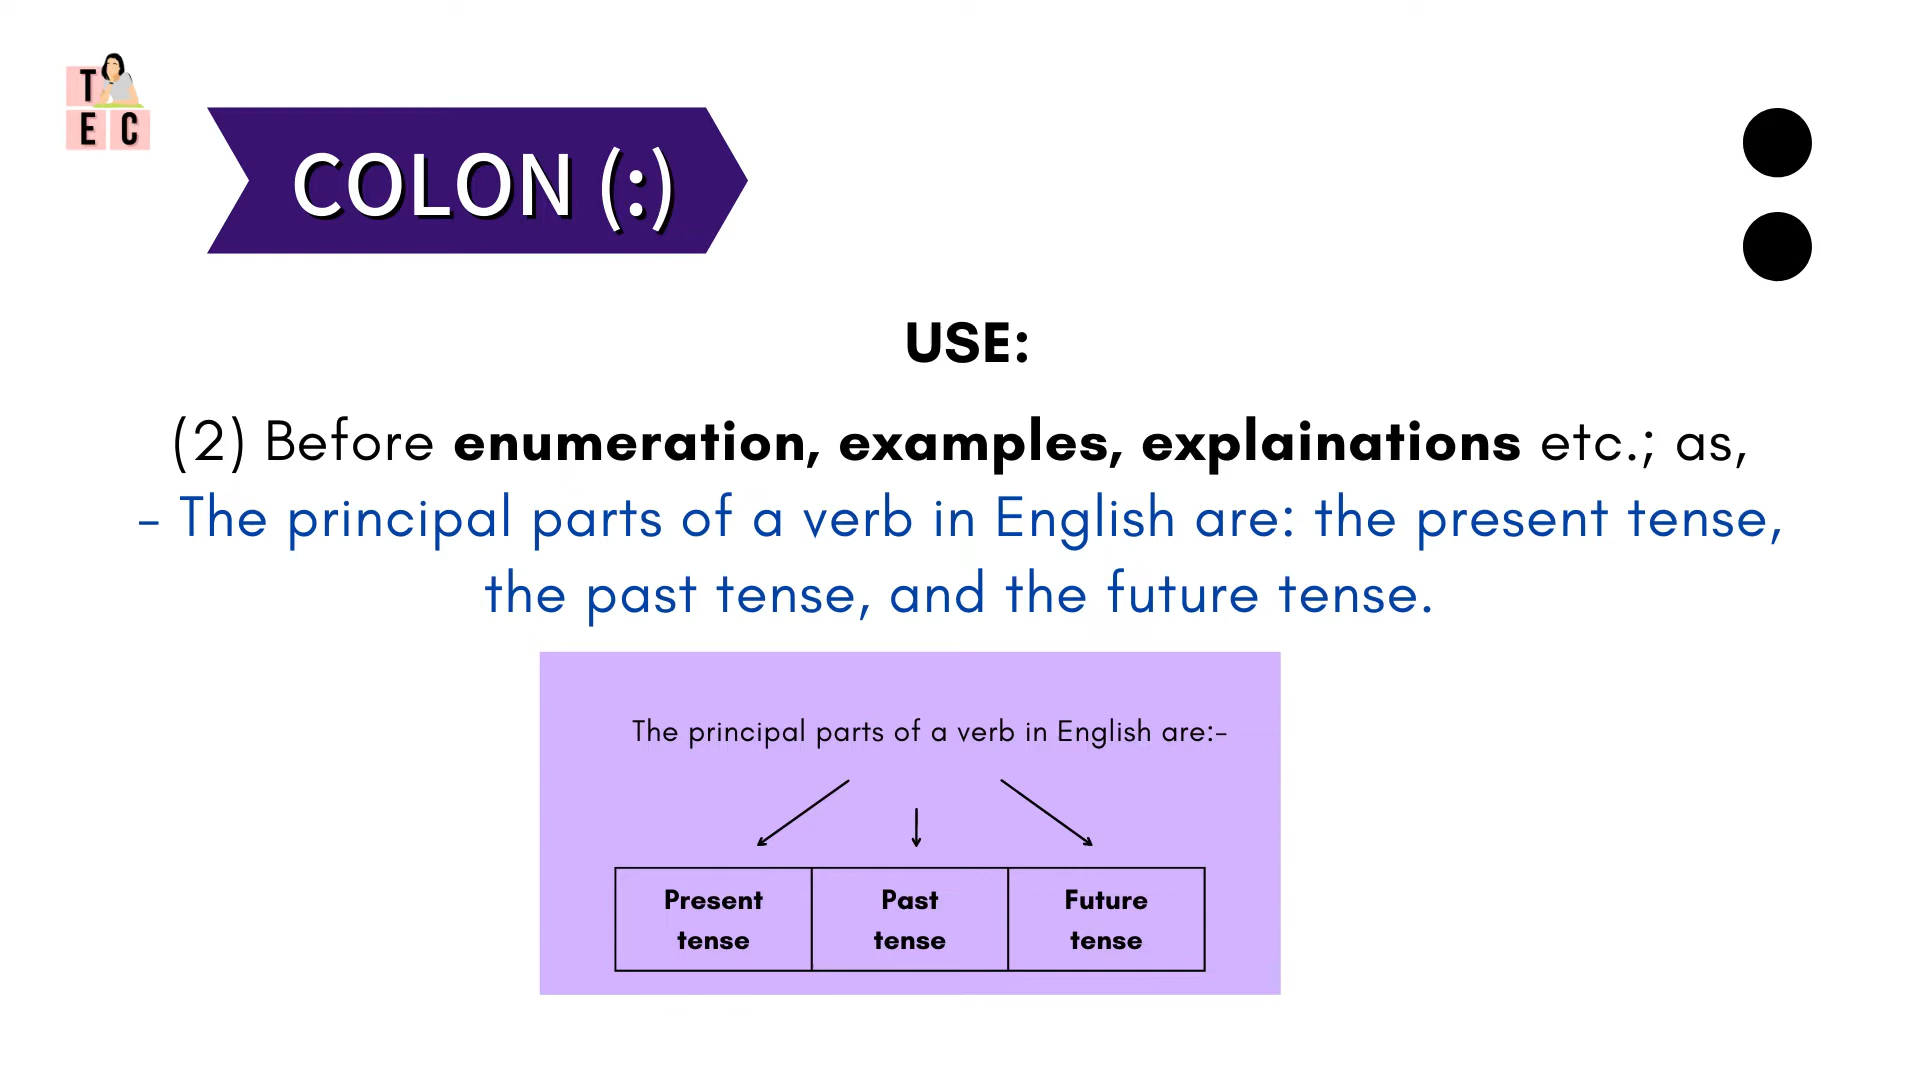 T
E C
COLON (:)
USE:
(2) Before enumeration, examples, explainations etc.; as,
- The principal parts of a verb in English are: the present tense,
the past tense, and the future tense.
The principal parts of a verb in English are:-
Present tense
Past tense
Future tense